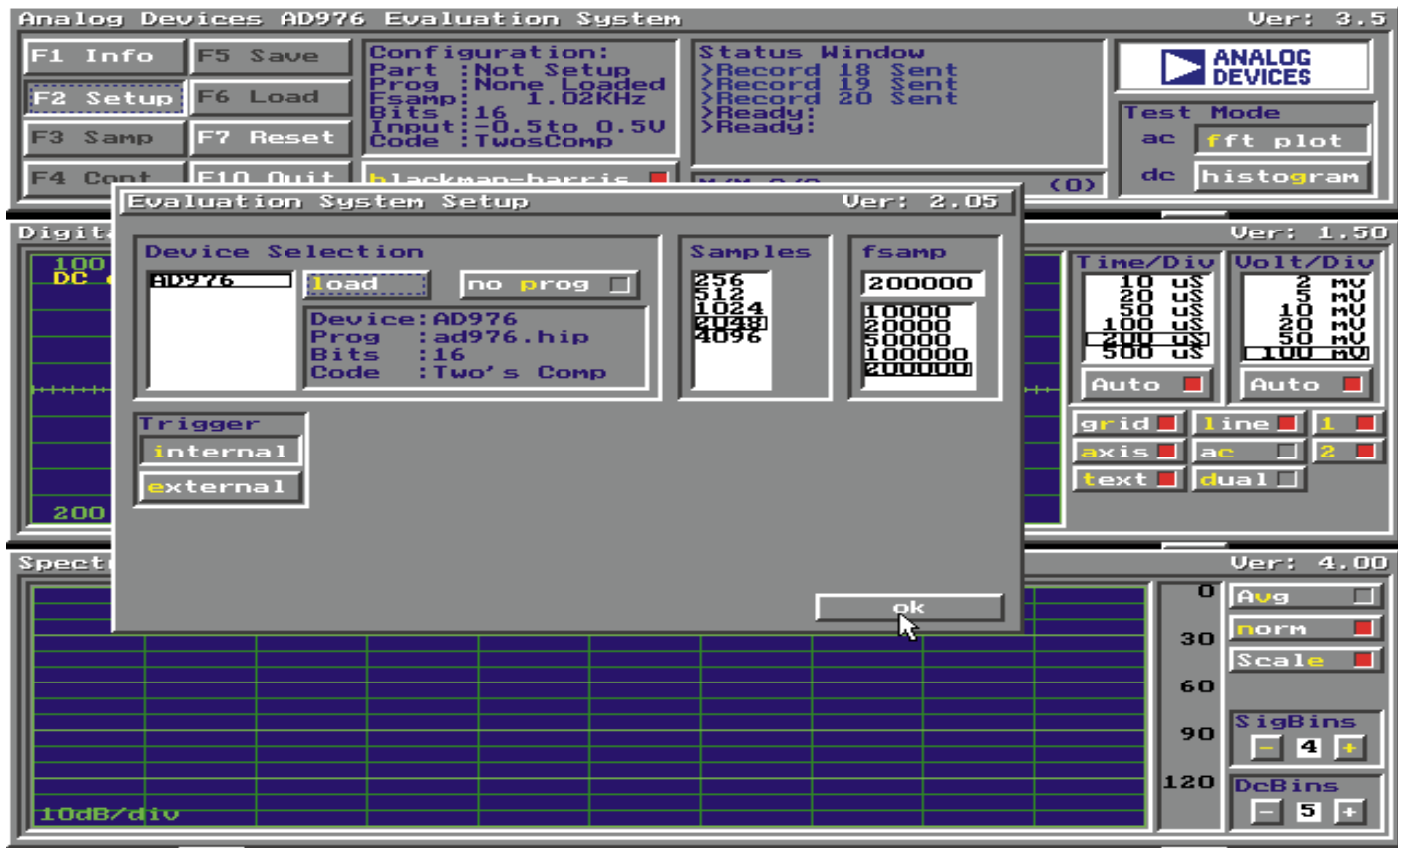 Analog Devices AD976 Evaluation System Ver: 3.5
F1 Info
F5 Save
F2 Setup
F6 Load
F3 Samp
F7 Reset
F4 Cont
F10 Quit
Configuration:
Part :Not Setup
Prog :None Loaded
Fsamp: 1.02KHz
Bits :16
Input:-0.5to 0.5V
Code :TwosComp
blackman-harris
Status Window
>Record 18 Sent
>Record 19 Sent
>Record 20 Sent
>Ready:
>Ready:
(0)
ANALOG
DEVICES
Test Mode
ac fft plot
dc histogram
Evaluation System Setup Ver: 2.05
Device Selection
AD976
load
no prog
Device:AD976
Prog :ad976.hip
Bits :16
Code :Two's Comp
Samples
256
512
1024
2048
4096
fsamp
200000
10000
20000
50000
100000
200000
Trigger
internal
external
ok
Digit
Ver: 1.50
100
DC
200
Time/Div
10 uS
20 uS
50 uS
100 uS
200 uS
500 uS
Auto
Volt/Div
2 mV
5 mV
10 mV
20 mV
50 mV
100 mV
Auto
grid
line
1
axis
ac
2
text
dual
Spect
Ver: 4.00
10dB/div
0
30
60
90
120
Avg
norm
Scale
SigBins
- 4 +
DcBins
- 5 +